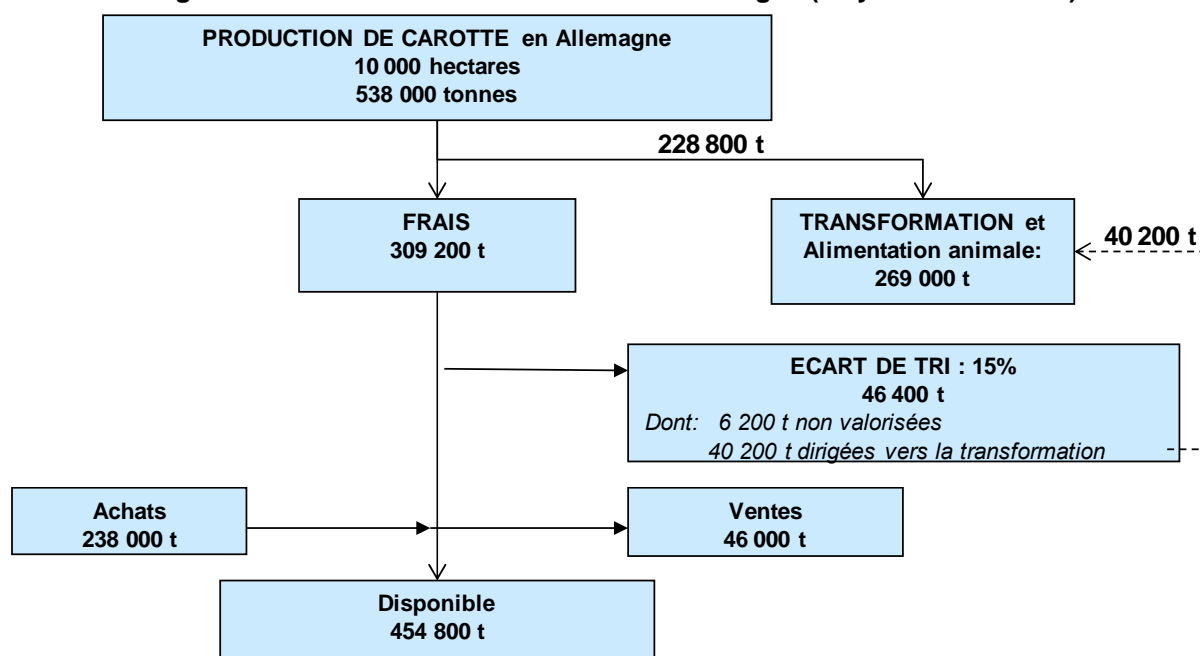 PRODUCTION DE CAROTTE en Allemagne
10 000 hectares
538 000 tonnes
228 800 t
FRAIS
309 200 t
TRANSFORMATION et
Alimentation animale:
269 000 t
40 200 t
ECART DE TRI : 15%
46 400 t
Dont: 6 200 t non valorisées
40 200 t dirigées vers la transformation
Achats
238 000 t
Ventes
46 000 t
Disponible
454 800 t